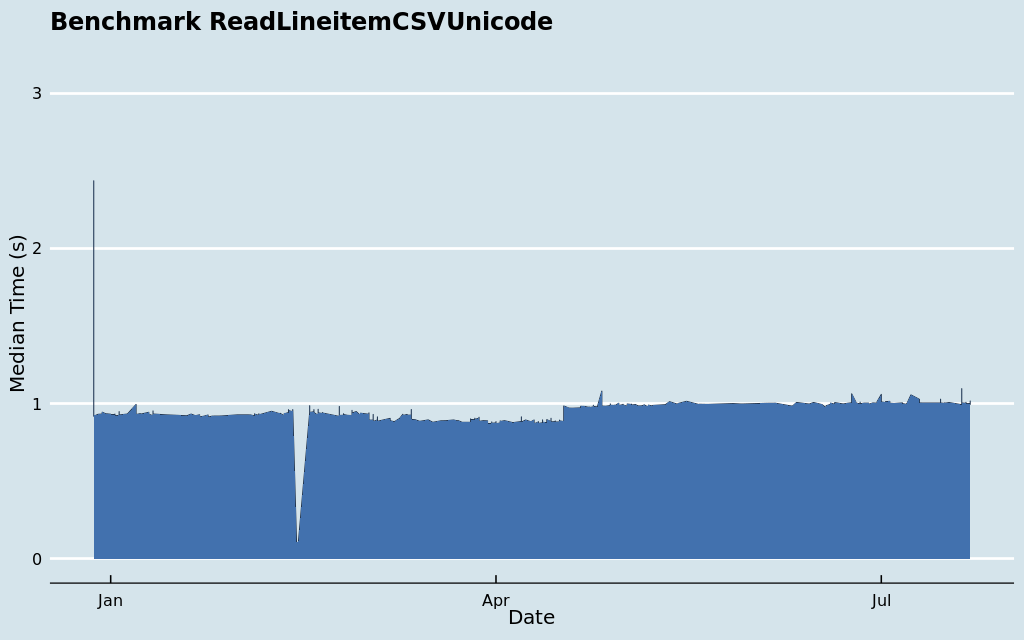 Benchmark ReadLineitemCSVUnicode
3
2
1
0
Median Time (s)
Jan
Apr
Jul
Date